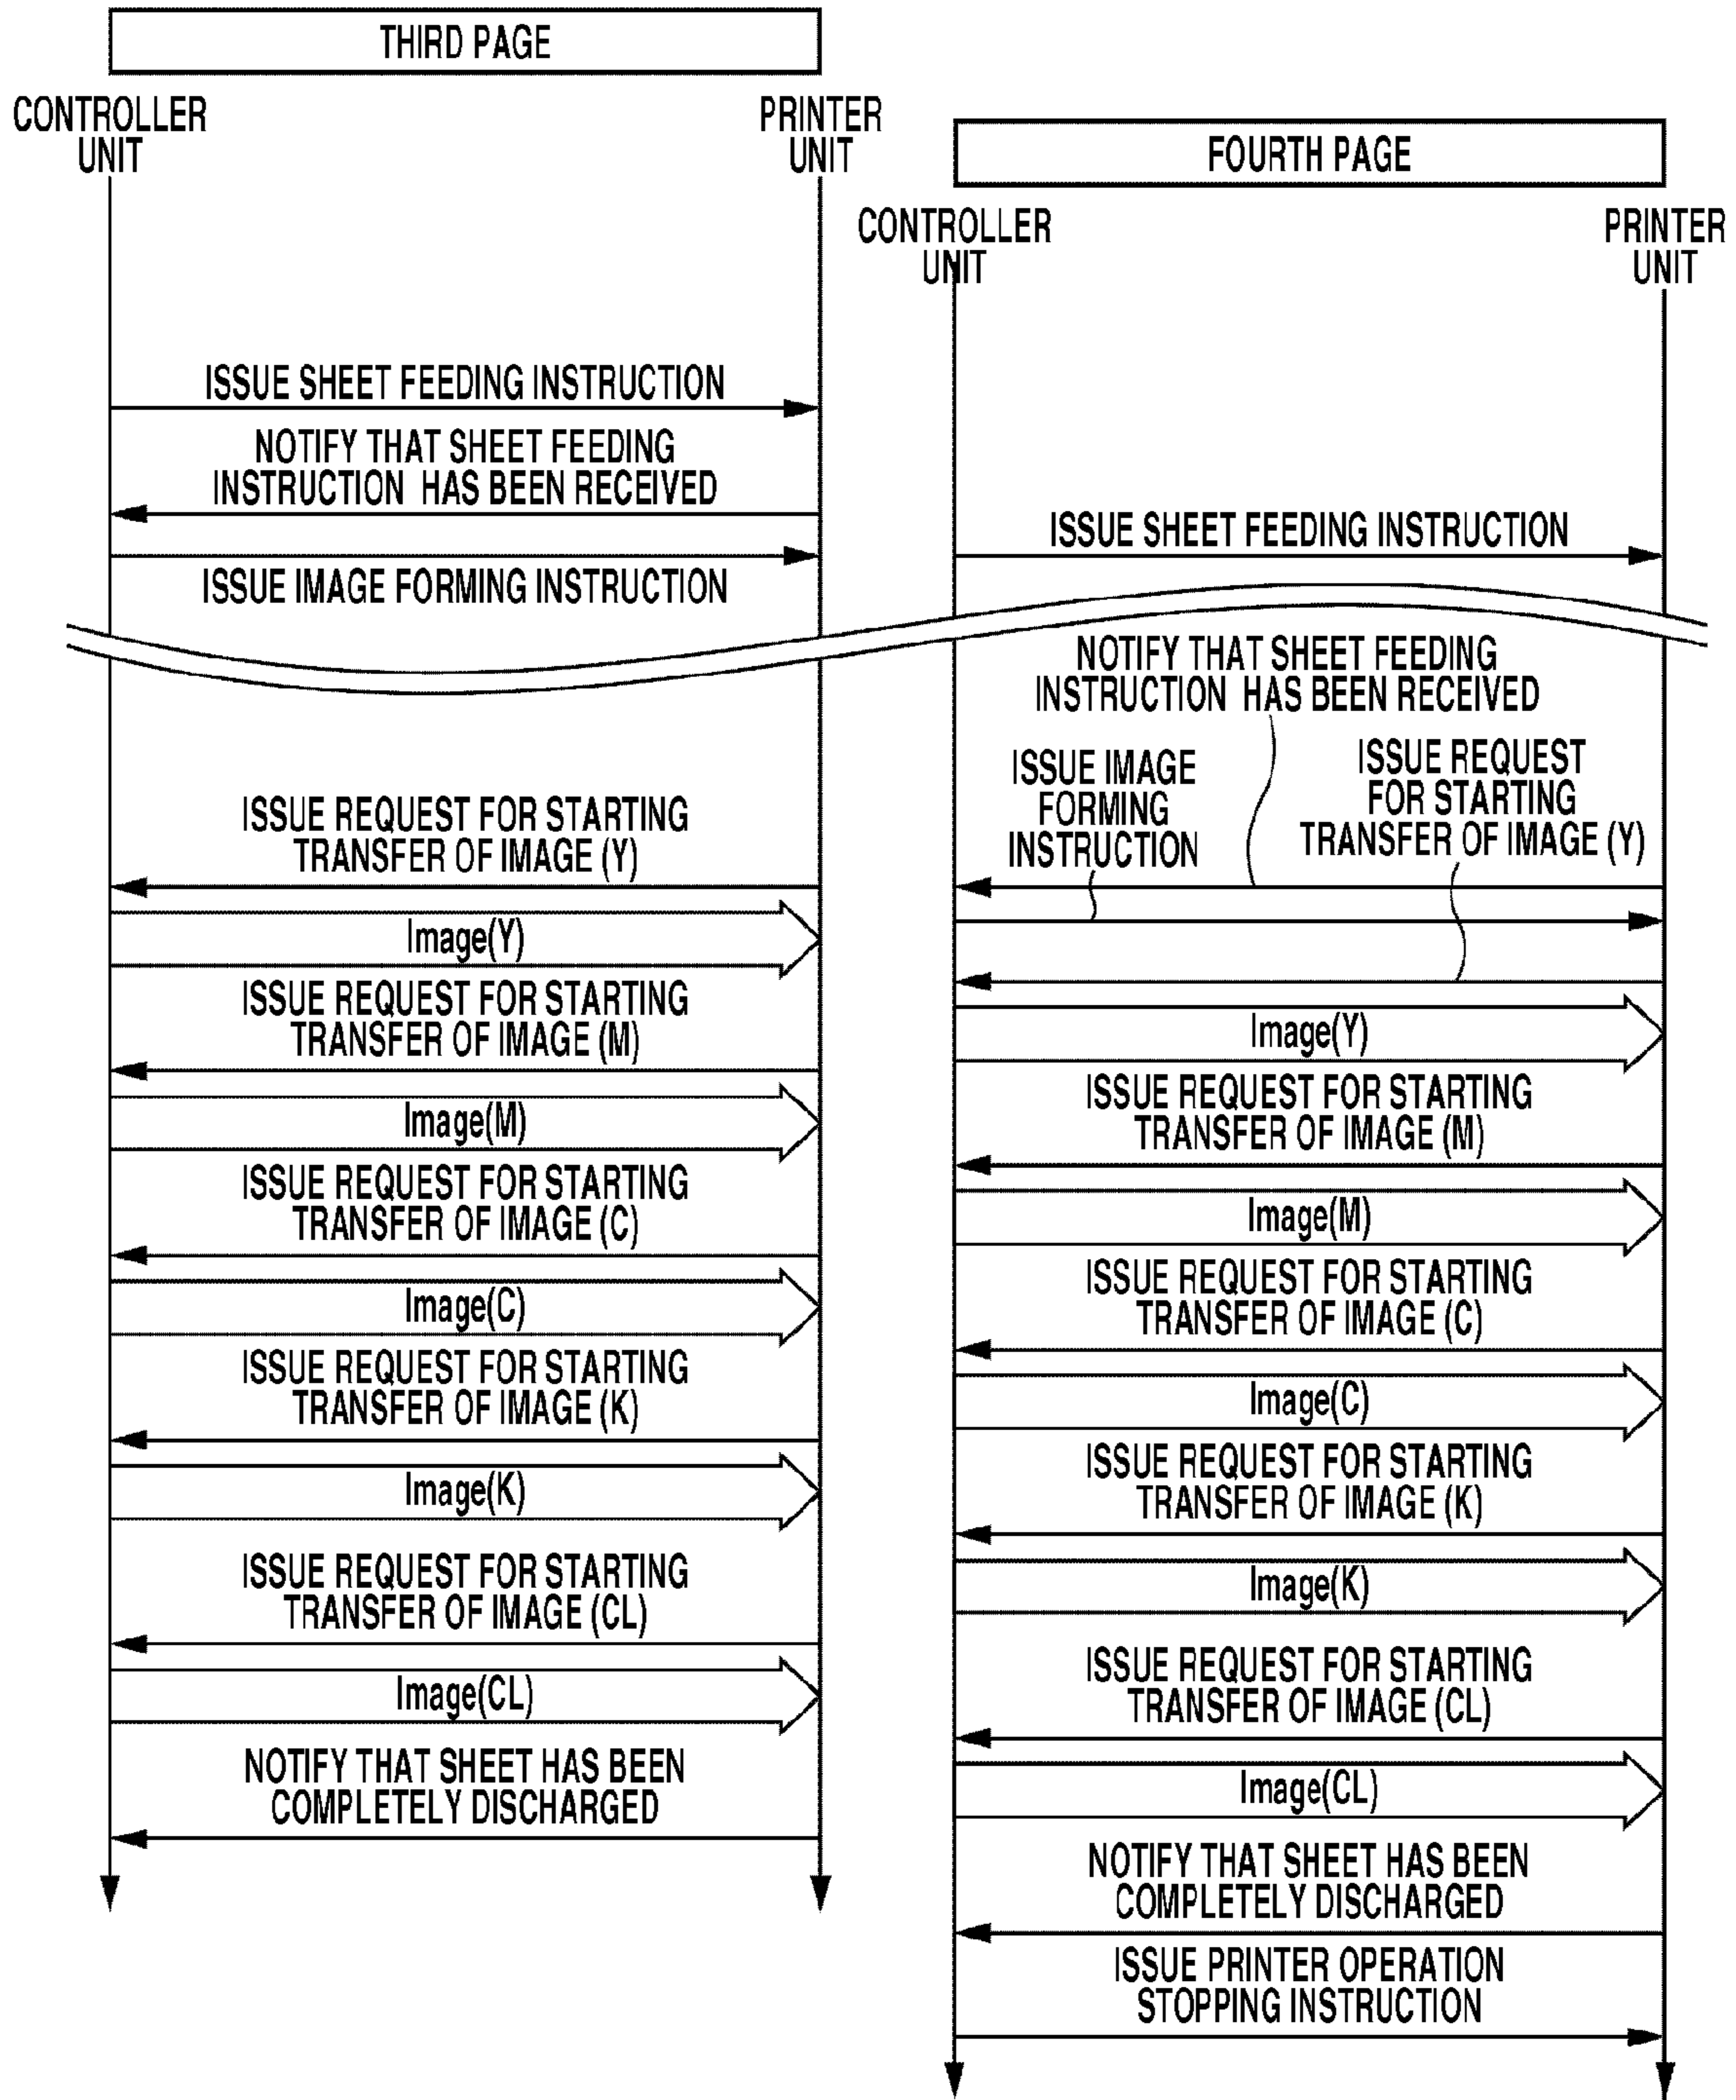 THIRD PAGE
CONTROLLER
UNIT
PRINTER
UNIT
ISSUE SHEET FEEDING INSTRUCTION
NOTIFY THAT SHEET FEEDING
INSTRUCTION HAS BEEN RECEIVED
ISSUE IMAGE FORMING INSTRUCTION
ISSUE REQUEST FOR STARTING
TRANSFER OF IMAGE (Y)
Image(Y)
ISSUE REQUEST FOR STARTING
TRANSFER OF IMAGE (M)
Image(M)
ISSUE REQUEST FOR STARTING
TRANSFER OF IMAGE (C)
Image(C)
ISSUE REQUEST FOR STARTING
TRANSFER OF IMAGE (K)
Image(K)
ISSUE REQUEST FOR STARTING
TRANSFER OF IMAGE (CL)
Image(CL)
NOTIFY THAT SHEET HAS BEEN
COMPLETELY DISCHARGED
FOURTH PAGE
CONTROLLER
UNIT
PRINTER
UNIT
ISSUE SHEET FEEDING INSTRUCTION
NOTIFY THAT SHEET FEEDING
INSTRUCTION HAS BEEN RECEIVED
ISSUE IMAGE
FORMING
INSTRUCTION
ISSUE REQUEST
FOR STARTING
TRANSFER OF IMAGE (Y)
Image(Y)
ISSUE REQUEST FOR STARTING
TRANSFER OF IMAGE (M)
Image(M)
ISSUE REQUEST FOR STARTING
TRANSFER OF IMAGE (C)
Image(C)
ISSUE REQUEST FOR STARTING
TRANSFER OF IMAGE (K)
Image(K)
ISSUE REQUEST FOR STARTING
TRANSFER OF IMAGE (CL)
Image(CL)
NOTIFY THAT SHEET HAS BEEN
COMPLETELY DISCHARGED
ISSUE PRINTER OPERATION
STOPPING INSTRUCTION